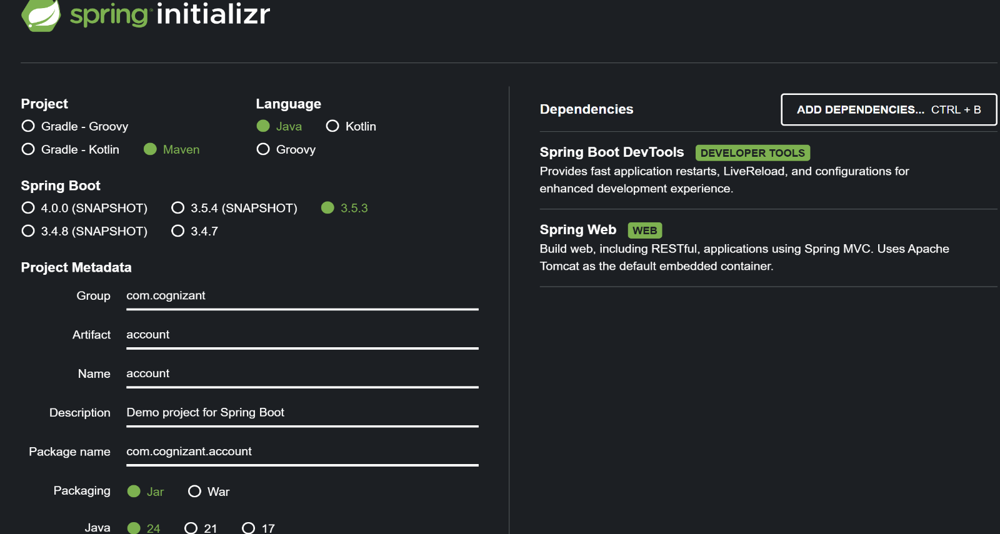 spring initializr
Project
Gradle - Groovy
Gradle - Kotlin
Maven
Language
Java
Kotlin
Groovy
Spring Boot
4.0.0 (SNAPSHOT)
3.5.4 (SNAPSHOT)
3.5.3
3.4.8 (SNAPSHOT)
3.4.7
Project Metadata
Group com.cognizant
Artifact account
Name account
Description Demo project for Spring Boot
Package name com.cognizant.account
Packaging Jar War
Java 24 21 17
Dependencies
ADD DEPENDENCIES... CTRL + B
Spring Boot DevTools DEVELOPER TOOLS
Provides fast application restarts, LiveReload, and configurations for
enhanced development experience.
Spring Web WEB
Build web, including RESTful, applications using Spring MVC. Uses Apache
Tomcat as the default embedded container.